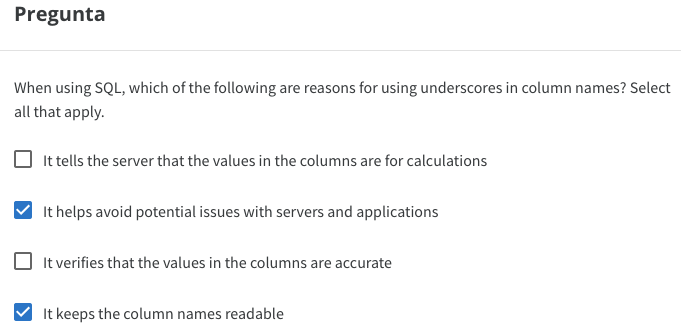 Pregunta
When using SQL, which of the following are reasons for using underscores in column names? Select
all that apply.
It tells the server that the values in the columns are for calculations
It helps avoid potential issues with servers and applications
It verifies that the values in the columns are accurate
It keeps the column names readable